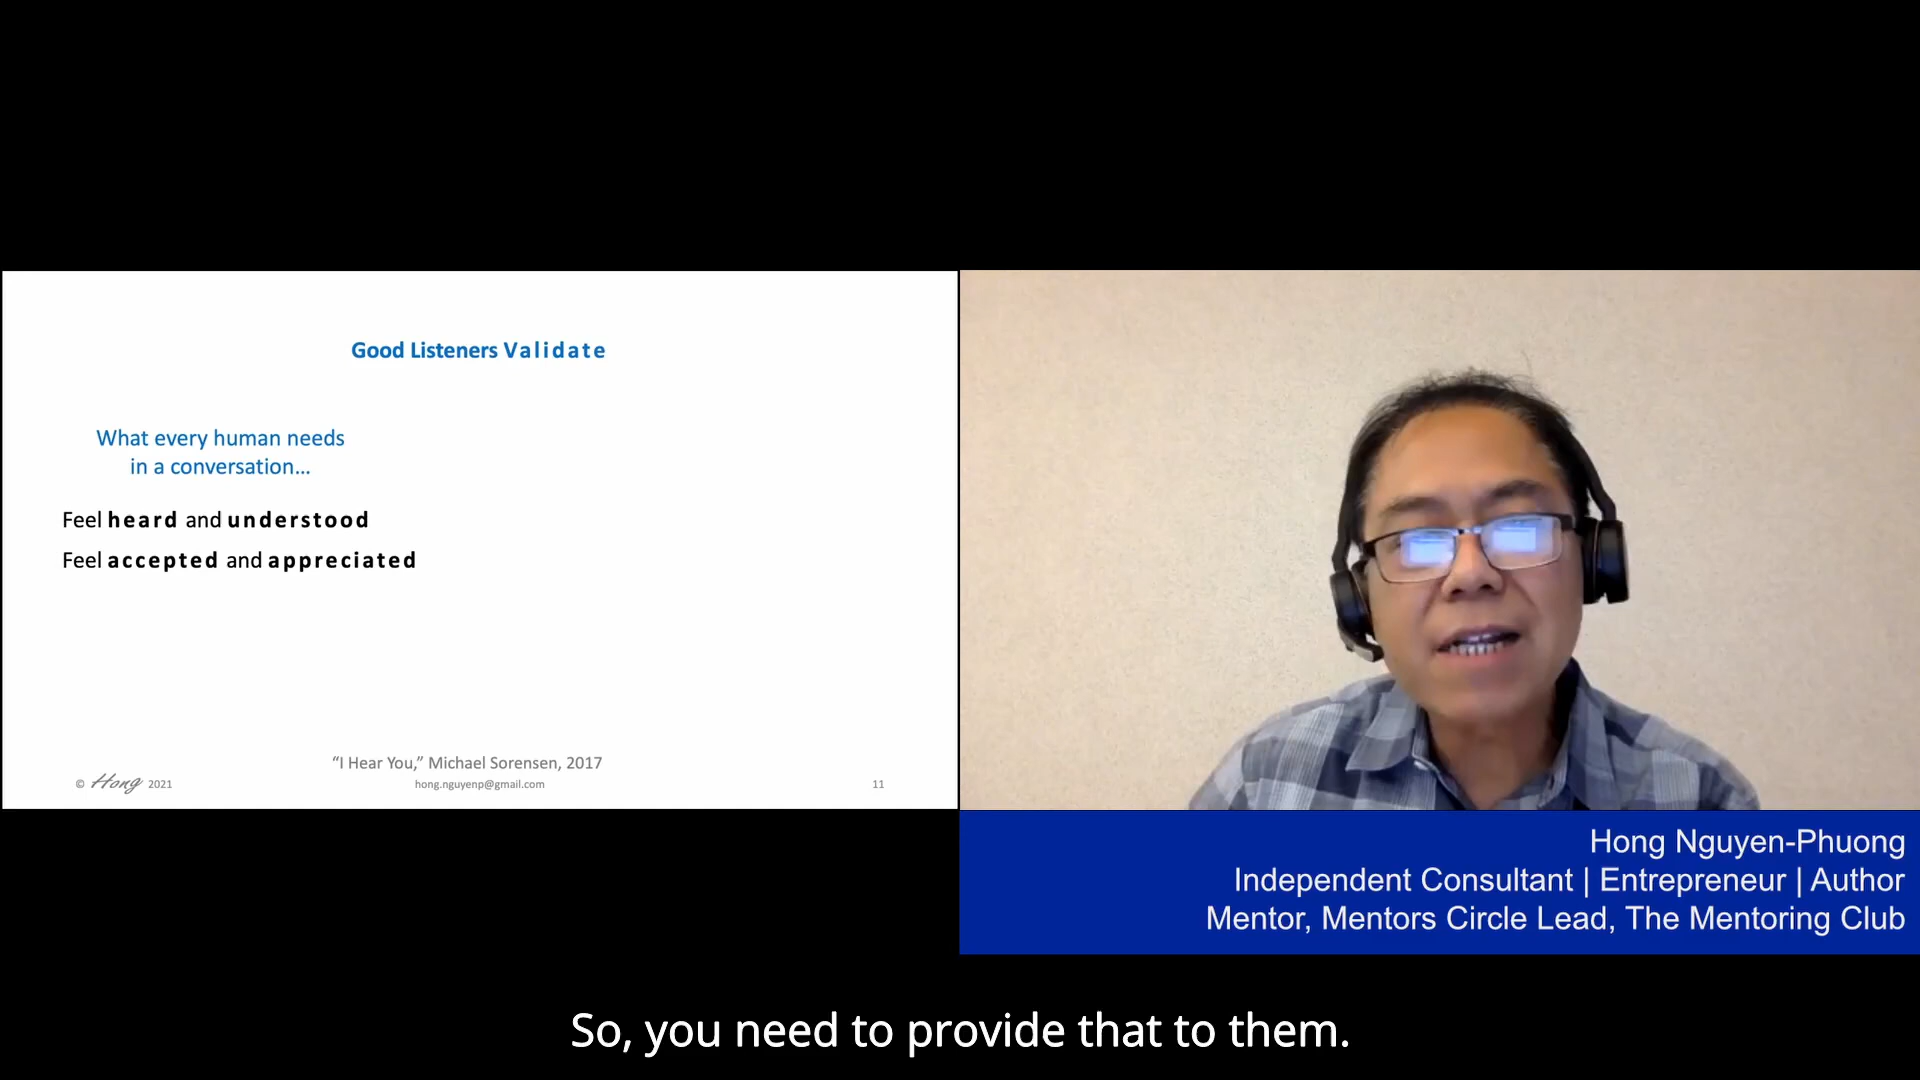 Good Listeners Validate
What every human needs
in a conversation...
Feel heard and understood
Feel accepted and appreciated
“I Hear You,” Michael Sorensen, 2017
© Hong 2021
hong.nguyenp@gmail.com
11
Hong Nguyen-Phuong
Independent Consultant | Entrepreneur | Author
Mentor, Mentors Circle Lead, The Mentoring Club
So, you need to provide that to them.